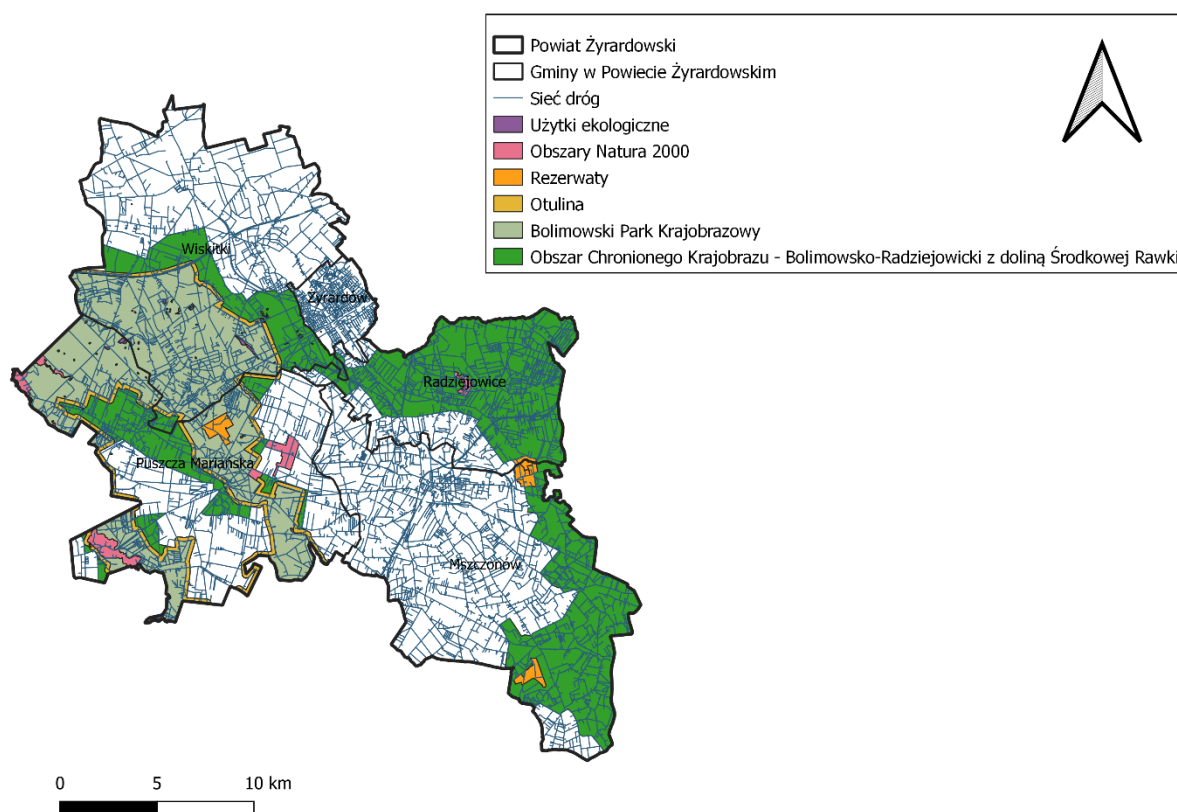 Powiat Żyrardowski
Gminy w Powiecie Żyrardowskim
Sieć dróg
Użytki ekologiczne
Obszary Natura 2000
Rezerwaty
Otulina
Bolimowski Park Krajobrazowy
Obszar Chronionego Krajobrazu - Bolimowsko-Radziejowicki z doliną Środkowej Rawki
Wiskitki
Żyrardów
Radziejowice
Puszcza Mariańska
Mszczonów
0 5 10 km